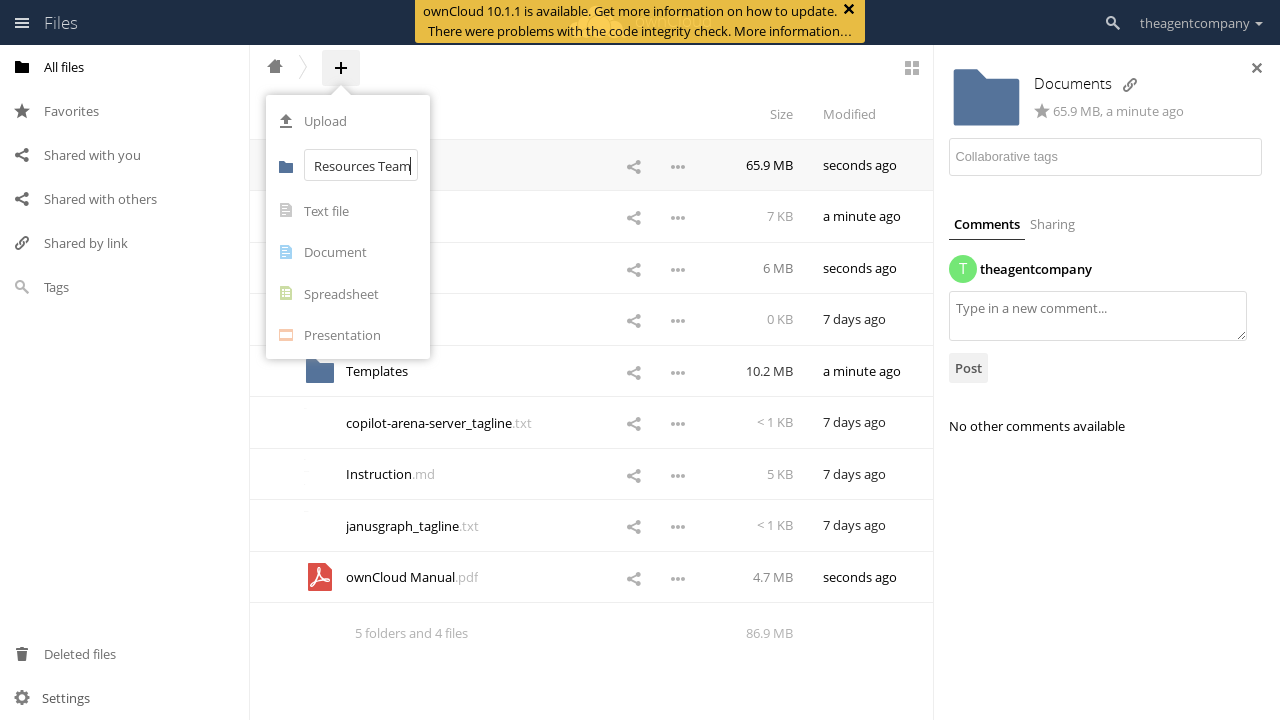 Files
ownCloud 10.1.1 is available. Get more information on how to update.
There were problems with the code integrity check. More information…
theagentcompany
All files
Favorites
Shared with you
Shared with others
Shared by link
Tags
Deleted files
Settings
Upload
Resources Team
Text file
Document
Spreadsheet
Presentation
Size
Modified
65.9 MB
seconds ago
7 KB
a minute ago
6 MB
seconds ago
0 KB
7 days ago
Templates
10.2 MB
a minute ago
copilot-arena-server_tagline.txt
< 1 KB
7 days ago
Instruction.md
5 KB
7 days ago
janusgraph_tagline.txt
< 1 KB
7 days ago
ownCloud Manual.pdf
4.7 MB
seconds ago
5 folders and 4 files
86.9 MB
Documents
65.9 MB, a minute ago
Collaborative tags
Comments
Sharing
T
theagentcompany
Type in a new comment...
Post
No other comments available